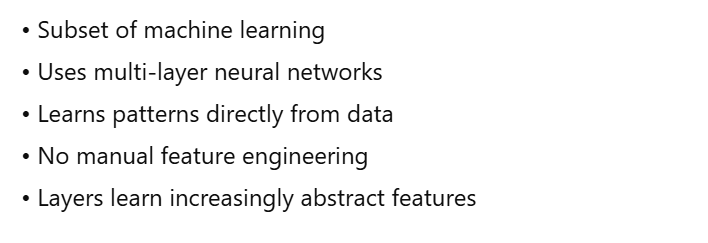 • Subset of machine learning
• Uses multi-layer neural networks
• Learns patterns directly from data
• No manual feature engineering
• Layers learn increasingly abstract features